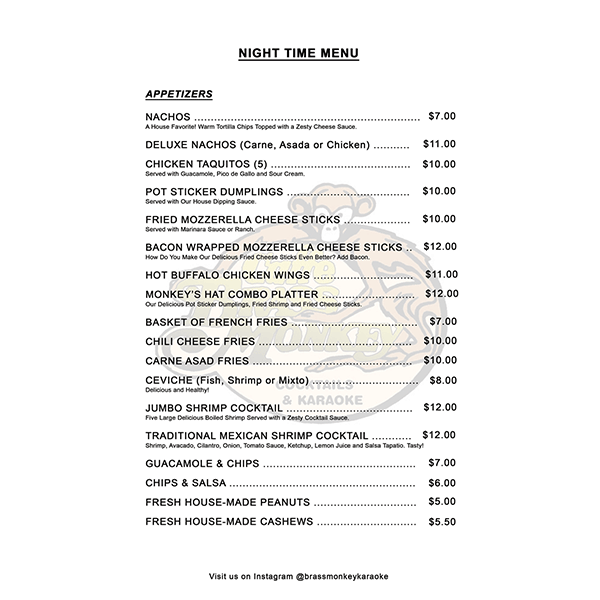 NIGHT TIME MENU
APPETIZERS
NACHOS .................................................................... $7.00
A House Favorite! Warm Tortilla Chips Topped with a Zesty Cheese Sauce.
DELUXE NACHOS (Carne, Asada or Chicken) ........... $11.00
CHICKEN TAQUITOS (5) .......................................... $10.00
Served with Guacamole, Pico de Gallo and Sour Cream.
POT STICKER DUMPLINGS ..................................... $10.00
Served with Our House Dipping Sauce.
FRIED MOZZERELLA CHEESE STICKS .................... $10.00
Served with Marinara Sauce or Ranch.
BACON WRAPPED MOZZERELLA CHEESE STICKS .. $12.00
How Do You Make Our Delicious Fried Cheese Sticks Even Better? Add Bacon.
HOT BUFFALO CHICKEN WINGS .............................. $11.00
MONKEY'S HAT COMBO PLATTER ............................ $12.00
Our Delicious Pot Sticker Dumplings, Fried Shrimp and Fried Cheese Sticks.
BASKET OF FRENCH FRIES ...................................... $7.00
CHILI CHEESE FRIES ............................................... $10.00
CARNE ASAD FRIES ................................................. $10.00
CEVICHE (Fish, Shrimp or Mixto) ................................ $8.00
Delicious and Healthy!
COCKTAILS
& KARAOKE
JUMBO SHRIMP COCKTAIL ...................................... $12.00
Five Large Delicious Boiled Shrimp Served with a Zesty Cocktail Sauce.
TRADITIONAL MEXICAN SHRIMP COCKTAIL ............ $12.00
Shrimp, Avacado, Cilantro, Onion, Tomato Sauce, Ketchup, Lemon Juice and Salsa Tapatio. Tasty!
GUACAMOLE & CHIPS .............................................. $7.00
CHIPS & SALSA ........................................................ $6.00
FRESH HOUSE-MADE PEANUTS ............................... $5.00
FRESH HOUSE-MADE CASHEWS .............................. $5.50
Visit us on Instagram @brassmonkeykaraoke